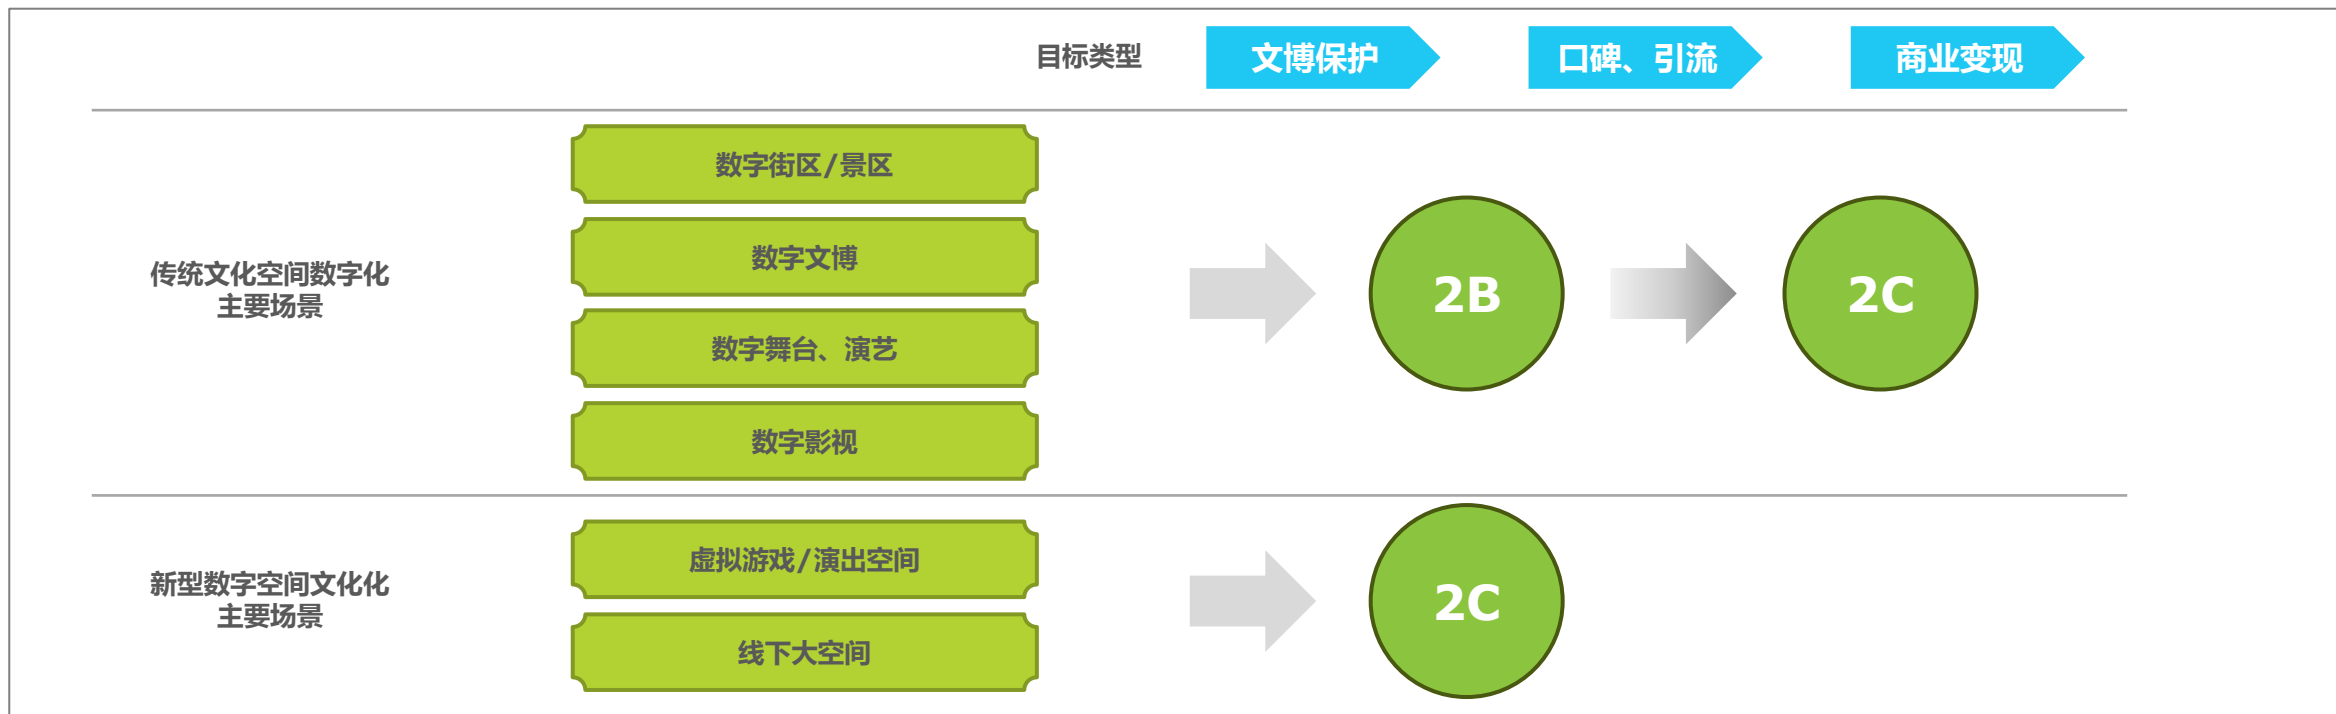 目标类型
文博保护
口碑、引流
商业变现
传统文化空间数字化
主要场景
数字街区/景区
数字文博
数字舞台、演艺
数字影视
2B
2C
新型数字空间文化化
主要场景
虚拟游戏/演出空间
线下大空间
2C